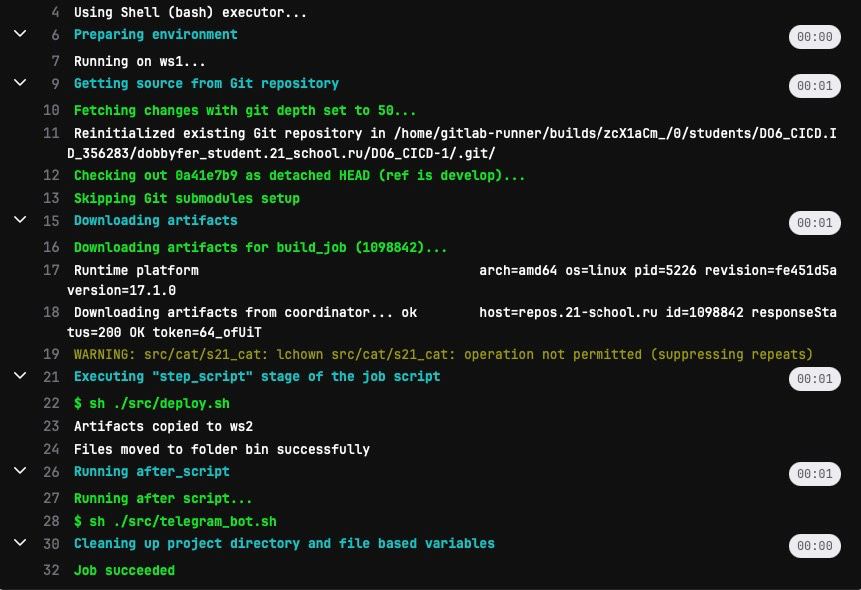 4 Using Shell (bash) executor...
6 Preparing environment 00:00
7 Running on ws1...
9 Getting source from Git repository 00:01
10 Fetching changes with git depth set to 50...
11 Reinitialized existing Git repository in /home/gitlab-runner/builds/zcX1aCm_/0/students/DO6_CICD.I
D_356283/dobbyfer_student.21_school.ru/DO6_CICD-1/.git/
12 Checking out 0a41e7b9 as detached HEAD (ref is develop)...
13 Skipping Git submodules setup
15 Downloading artifacts 00:01
16 Downloading artifacts for build_job (1098842)...
17 Runtime platform arch=amd64 os=linux pid=5226 revision=fe451d5a
version=17.1.0
18 Downloading artifacts from coordinator... ok host=repos.21-school.ru id=1098842 responseSta
tus=200 OK token=64_ofUiT
19 WARNING: src/cat/s21_cat: lchown src/cat/s21_cat: operation not permitted (suppressing repeats)
21 Executing "step_script" stage of the job script 00:01
22 $ sh ./src/deploy.sh
23 Artifacts copied to ws2
24 Files moved to folder bin successfully
26 Running after_script 00:01
27 Running after script...
28 $ sh ./src/telegram_bot.sh
30 Cleaning up project directory and file based variables 00:00
32 Job succeeded